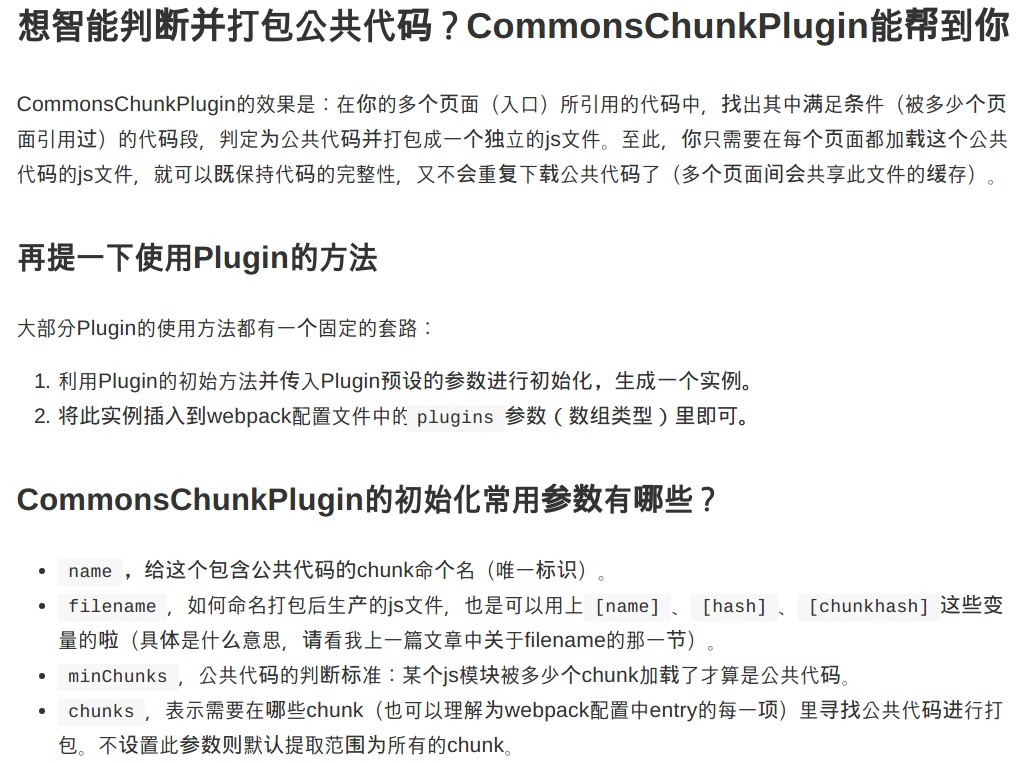 想智能判断并打包公共代码？CommonsChunkPlugin能帮到你
CommonsChunkPlugin的效果是：在你的多个页面（入口）所引用的代码中，找出其中满足条件（被多少个页
面引用过）的代码段，判定为公共代码并打包成一个独立的js文件。至此，你只需要在每个页面都加载这个公共
代码的js文件，就可以既保持代码的完整性，又不会重复下载公共代码了（多个页面间会共享此文件的缓存）。
再提一下使用Plugin的方法
大部分Plugin的使用方法都有一个固定的套路：
1. 利用Plugin的初始方法并传入Plugin预设的参数进行初始化，生成一个实例。
2. 将此实例插入到webpack配置文件中的 plugins 参数（数组类型）里即可。
CommonsChunkPlugin的初始化常用参数有哪些？
• name ，给这个包含公共代码的chunk命个名（唯一标识）。
• filename ，如何命名打包后生产的js文件，也是可以用上 [name] 、 [hash] 、 [chunkhash] 这些变
量的啦（具体是什么意思，请看我上一篇文章中关于filename的那一节）。
• minChunks ，公共代码的判断标准：某个js模块被多少个chunk加载了才算是公共代码。
• chunks ，表示需要在哪些chunk（也可以理解为webpack配置中entry的每一项）里寻找公共代码进行打
包。不设置此参数则默认提取范围为所有的chunk。